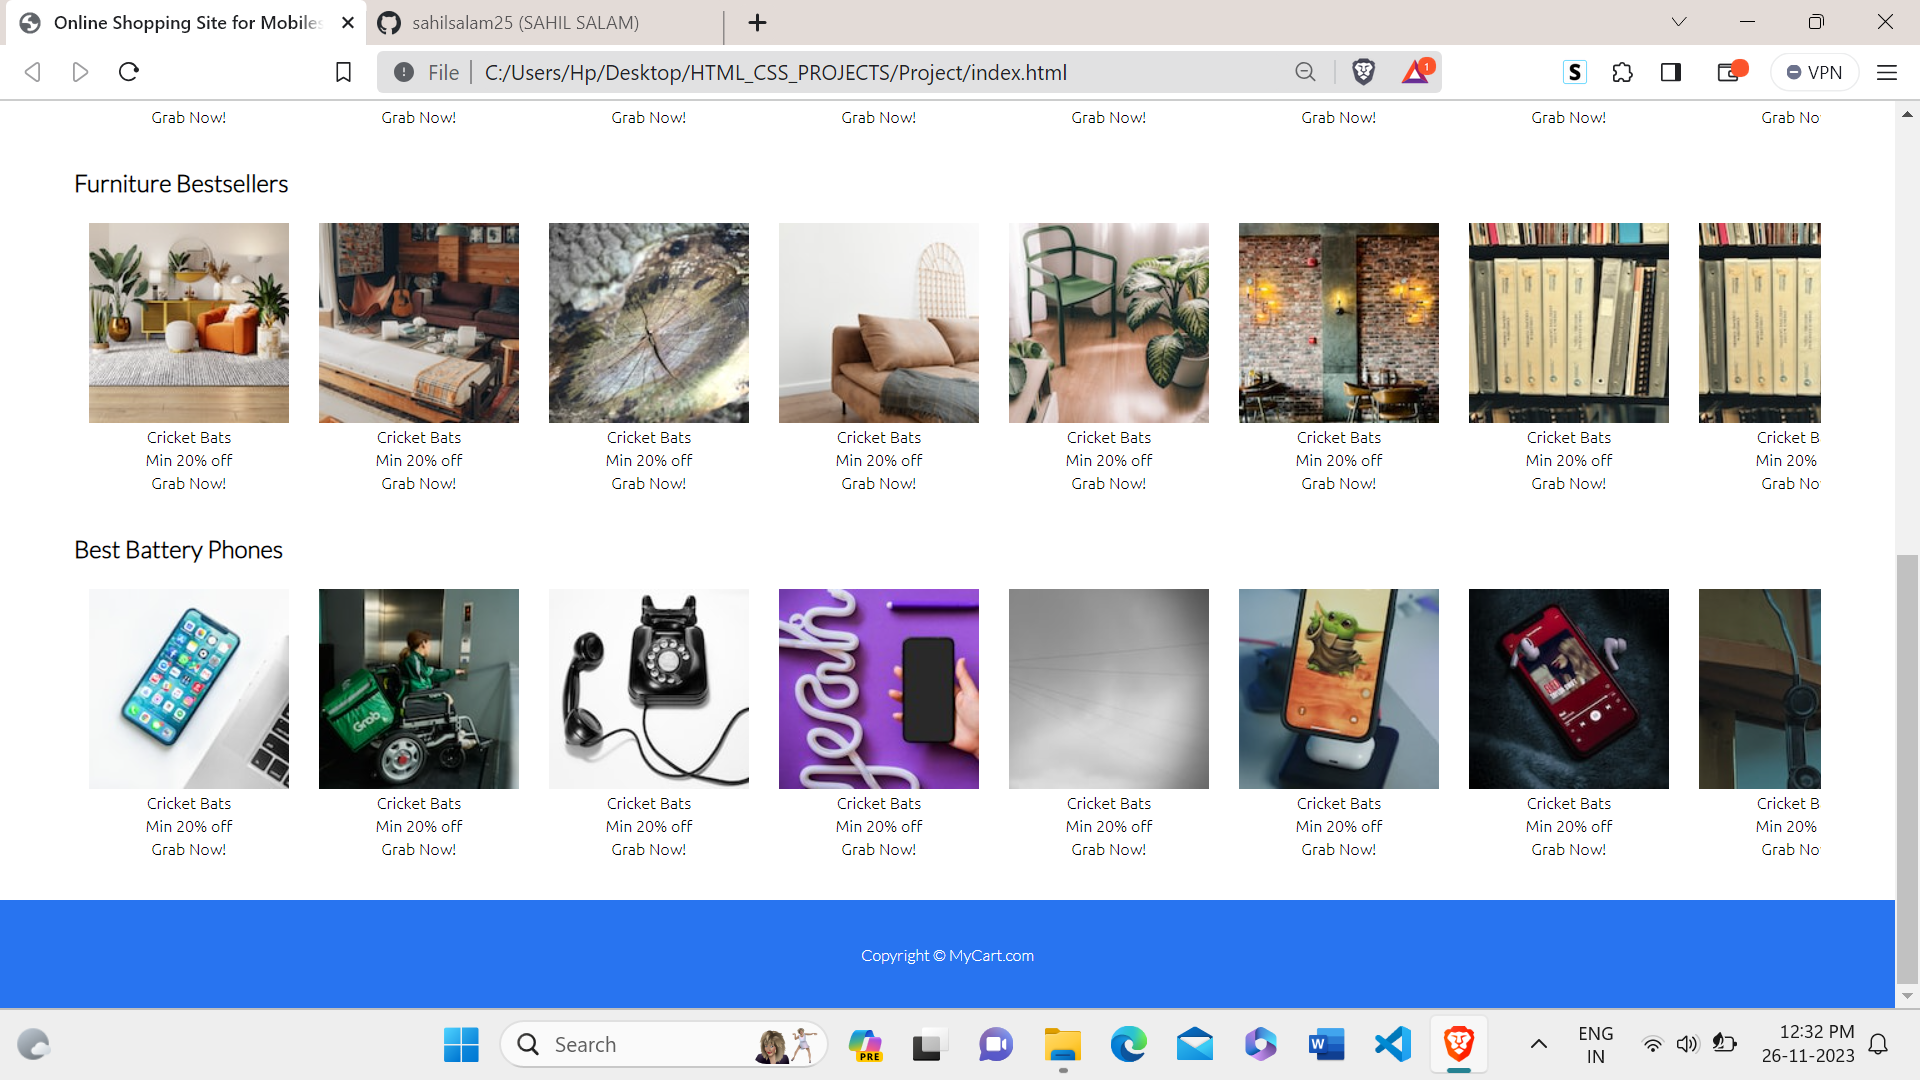 Online Shopping Site for Mobiles
sahilsalam25 (SAHIL SALAM)
File
C:/Users/Hp/Desktop/HTML_CSS_PROJECTS/Project/index.html
1
VPN
Grab Now! Grab Now! Grab Now! Grab Now! Grab Now! Grab Now! Grab Now! Grab No
Furniture Bestsellers
Cricket Bats Cricket Bats Cricket Bats Cricket Bats Cricket Bats Cricket Bats Cricket Bats Cricket B
Min 20% off Min 20% off Min 20% off Min 20% off Min 20% off Min 20% off Min 20% off Min 20%
Grab Now! Grab Now! Grab Now! Grab Now! Grab Now! Grab Now! Grab Now! Grab No
Best Battery Phones
Grab
yeah
Cricket Bats Cricket Bats Cricket Bats Cricket Bats Cricket Bats Cricket Bats Cricket Bats Cricket B
Min 20% off Min 20% off Min 20% off Min 20% off Min 20% off Min 20% off Min 20% off Min 20%
Grab Now! Grab Now! Grab Now! Grab Now! Grab Now! Grab Now! Grab Now! Grab No
Copyright © MyCart.com
Search
PRE
ENG
IN
12:32 PM
26-11-2023